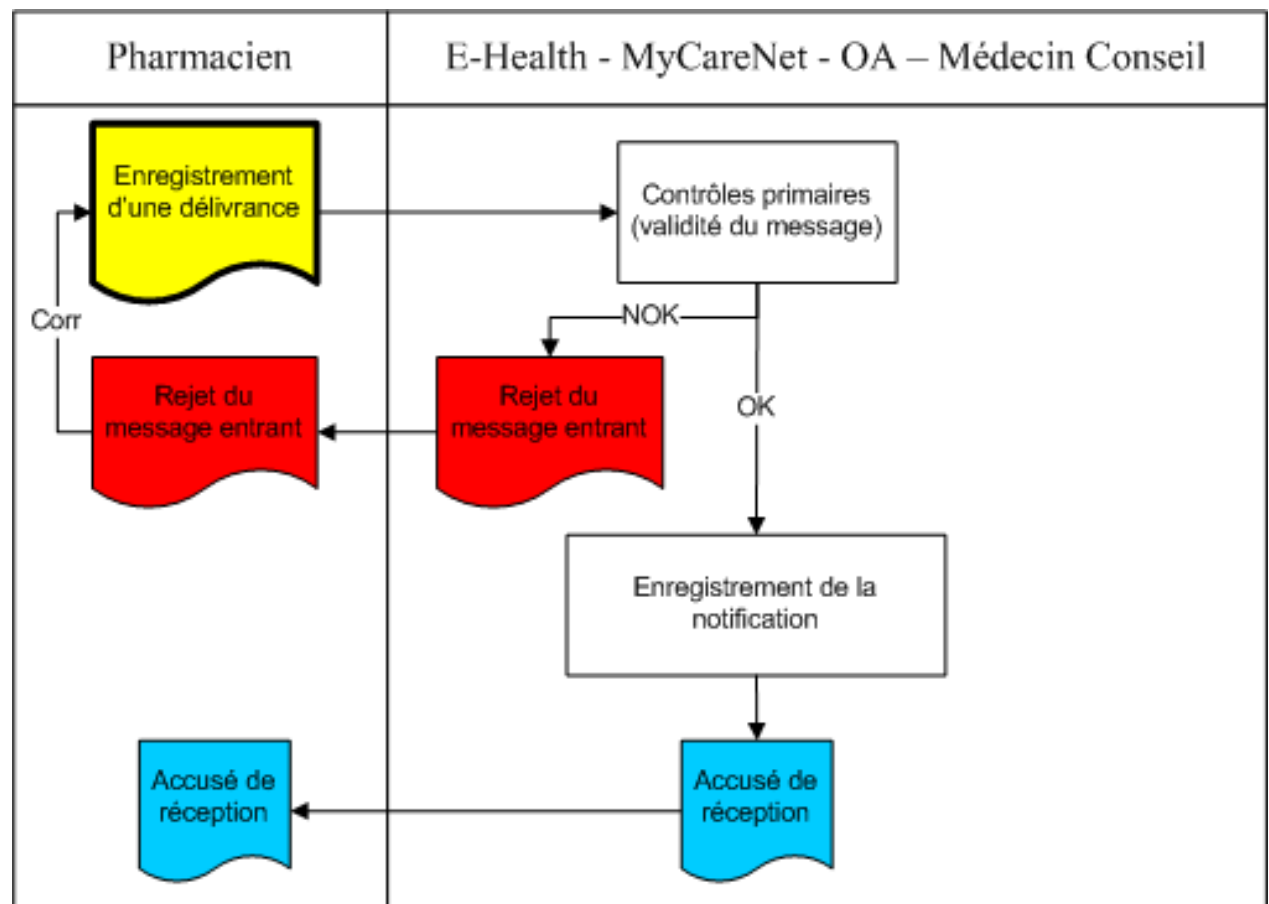 Pharmacien
E-Health - MyCareNet - OA – Médecin Conseil
Enregistrement
d'une délivrance
Contrôles primaires
(validité du message)
Corr
NOK
Rejet du
message entrant
Rejet du
message entrant
OK
Enregistrement de la
notification
Accusé de
réception
Accusé de
réception